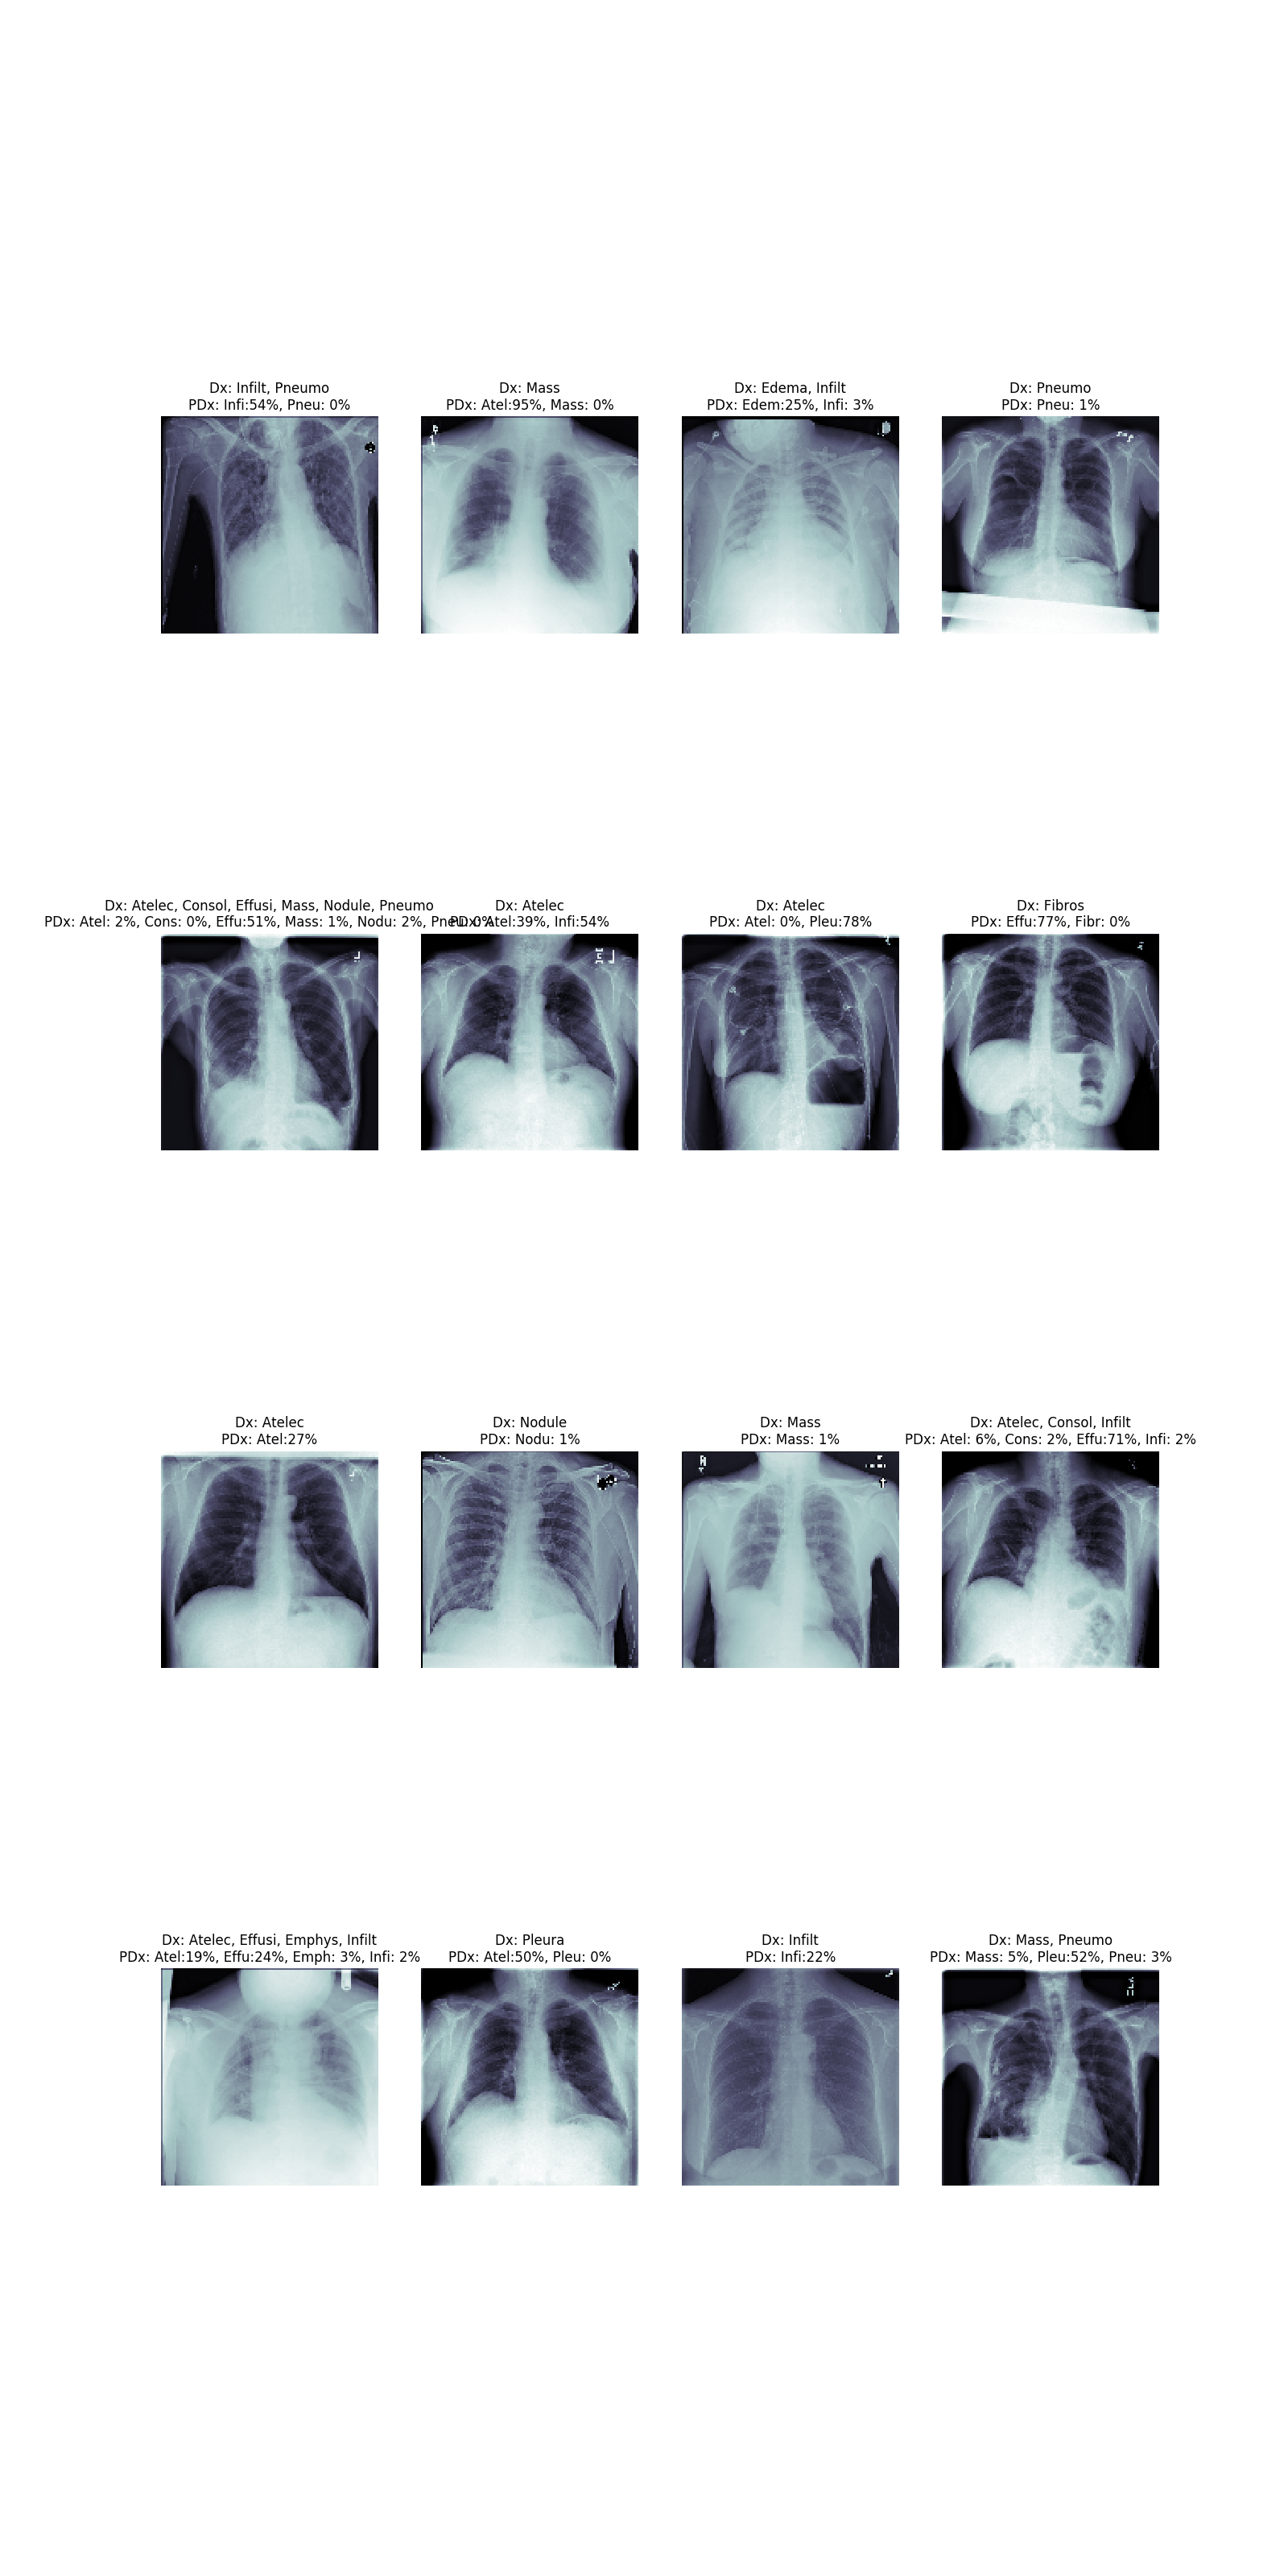 Dx: Infilt, Pneumo
PDx: Infi:54%, Pneu: 0%
Dx: Mass
PDx: Atel:95%, Mass: 0%
Dx: Edema, Infilt
PDx: Edem:25%, Infi: 3%
Dx: Pneumo
PDx: Pneu: 1%
Dx: Atelec, Consol, Effusi, Mass, Nodule, Pneumo
PDx: Atel: 2%, Cons: 0%, Effu:51%, Mass: 1%, Nodu: 2%, Pneu: 0%
Dx: Atelec
PDx: Atel:39%, Infi:54%
Dx: Atelec
PDx: Atel: 0%, Pleu:78%
Dx: Fibros
PDx: Effu:77%, Fibr: 0%
Dx: Atelec
PDx: Atel:27%
Dx: Nodule
PDx: Nodu: 1%
Dx: Mass
PDx: Mass: 1%
Dx: Atelec, Consol, Infilt
PDx: Atel: 6%, Cons: 2%, Effu:71%, Infi: 2%
Dx: Atelec, Effusi, Emphys, Infilt
PDx: Atel:19%, Effu:24%, Emph: 3%, Infi: 2%
Dx: Pleura
PDx: Atel:50%, Pleu: 0%
Dx: Infilt
PDx: Infi:22%
Dx: Mass, Pneumo
PDx: Mass: 5%, Pleu:52%, Pneu: 3%